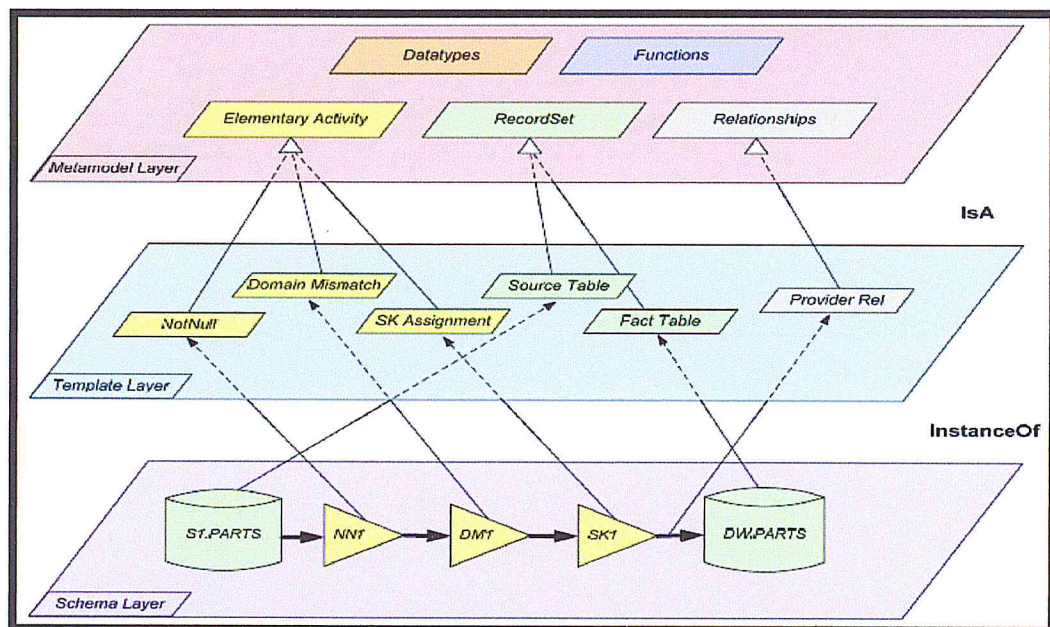 Datatypes
Functions
Elementary Activity
RecordSet
Relationships
Metamodel Layer
IsA
Domain Mismatch
Source Table
Provider Rel
NotNull
SK Assignment
Fact Table
Template Layer
InstanceOf
S1.PARTS
NN1
DM1
SK1
DW.PARTS
Schema Layer